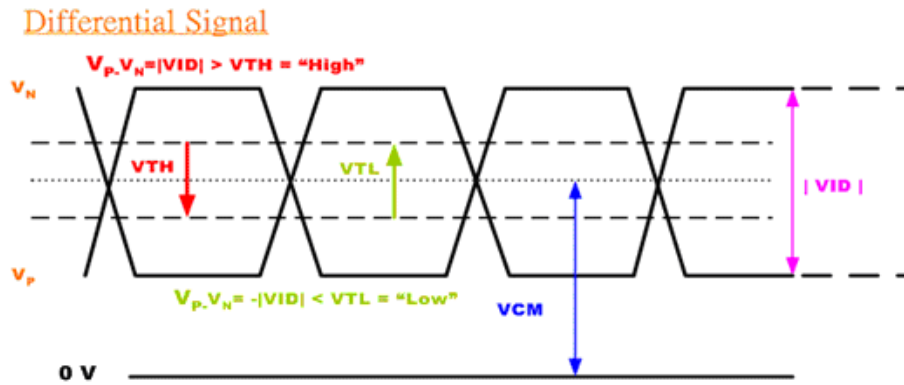 Differential Signal
VP-VN=|VID| > VTH = “High”
VN
VTH
VTL
| VID |
VP
VP-VN= -|VID| < VTL = “Low”
VCM
0 V